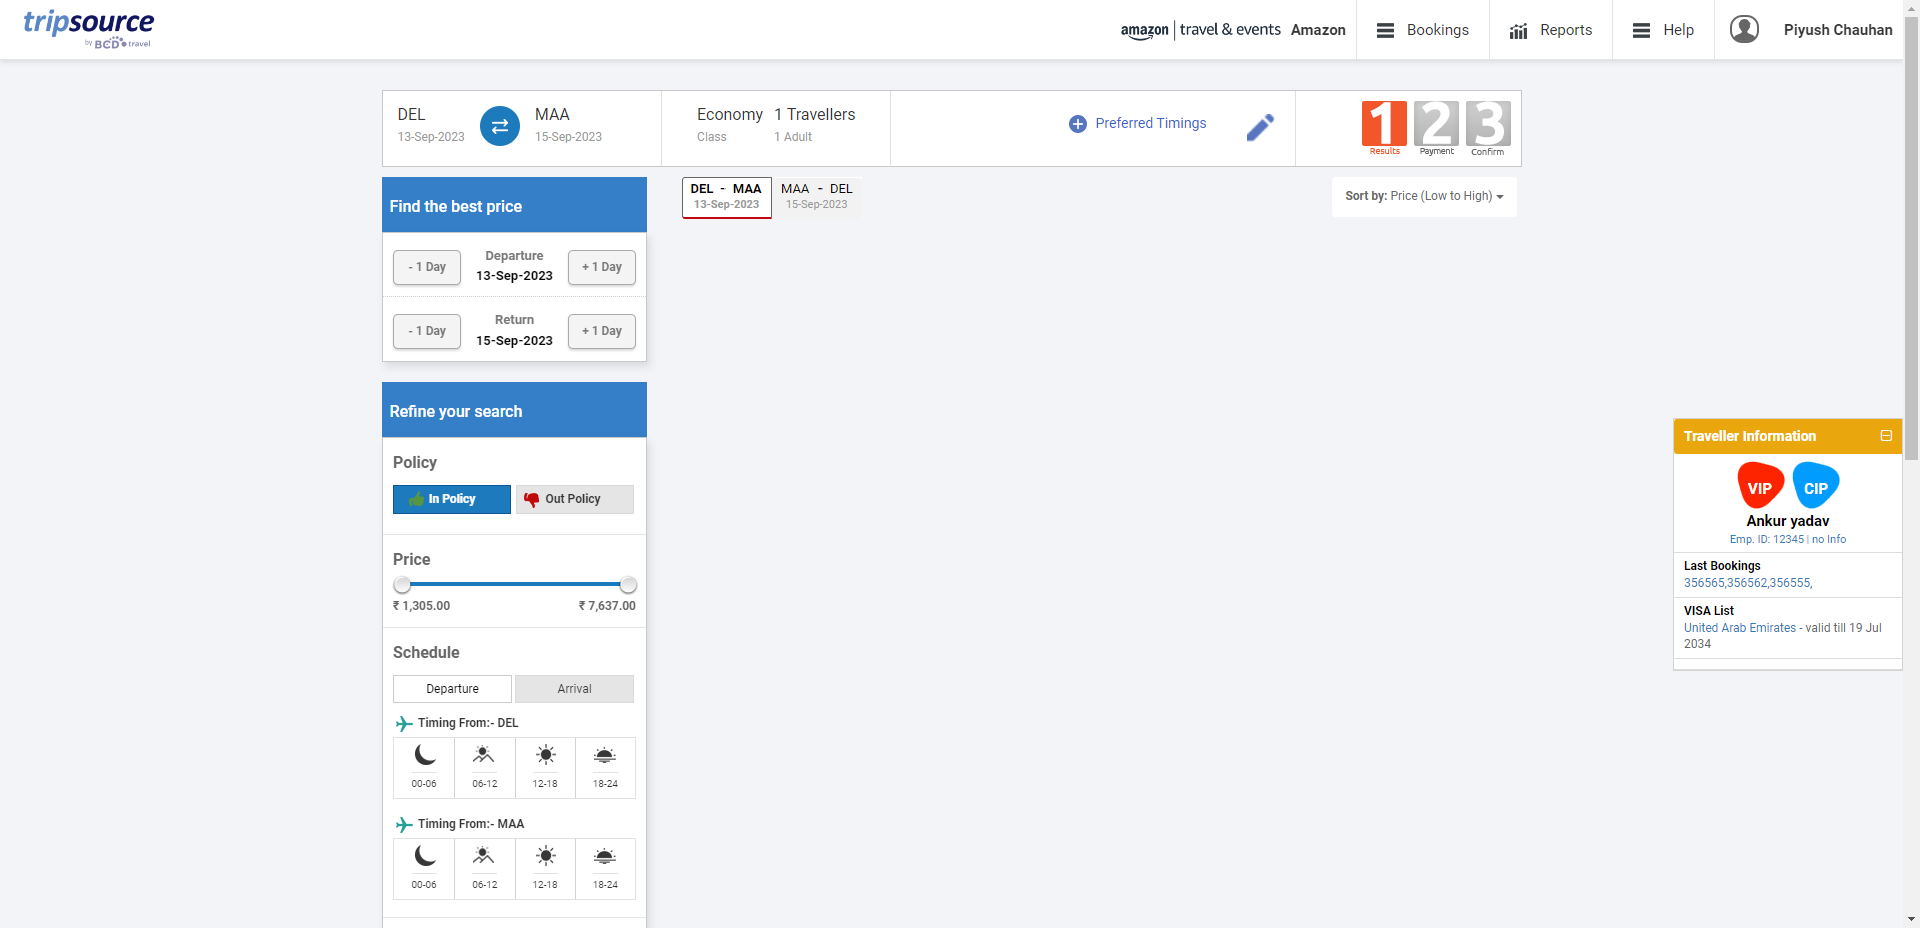 tripsource
by BCD travel
amazon travel & events Amazon
Bookings
Reports
Help
Piyush Chauhan
DEL
13-Sep-2023
MAA
15-Sep-2023
Economy
Class
1 Travellers
1 Adult
Preferred Timings
1 2 3
Results Payment Confirm
Find the best price
- 1 Day
Departure
13-Sep-2023
+ 1 Day
- 1 Day
Return
15-Sep-2023
+ 1 Day
DEL - MAA
13-Sep-2023
MAA - DEL
15-Sep-2023
Sort by: Price (Low to High)
Refine your search
Policy
In Policy
Out Policy
Price
₹ 1,305.00 ₹ 7,637.00
Schedule
Departure Arrival
Timing From:- DEL
00-06 06-12 12-18 18-24
Timing From:- MAA
00-06 06-12 12-18 18-24
Traveller Information
VIP CIP
Ankur yadav
Emp. ID: 12345 | no Info
Last Bookings
356565,356562,356555,
VISA List
United Arab Emirates - valid till 19 Jul
2034